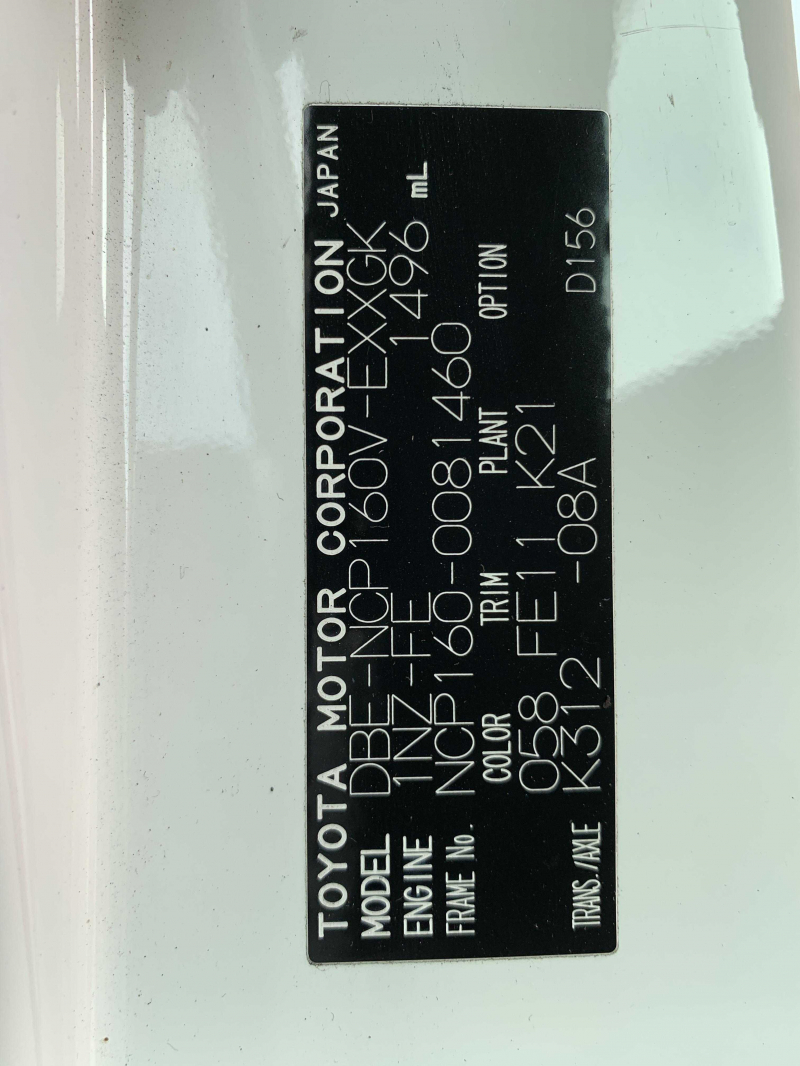 TOYOTA MOTOR CORPORATION JAPAN
MODEL DBE-NCP160V-EXXGK
ENGINE 1NZ-FE 1496 mL
FRAME No. NCP160-0081460
COLOR TRIM PLANT OPTION
058 FE11 K21
TRANS./AXLE K312 -08A D156